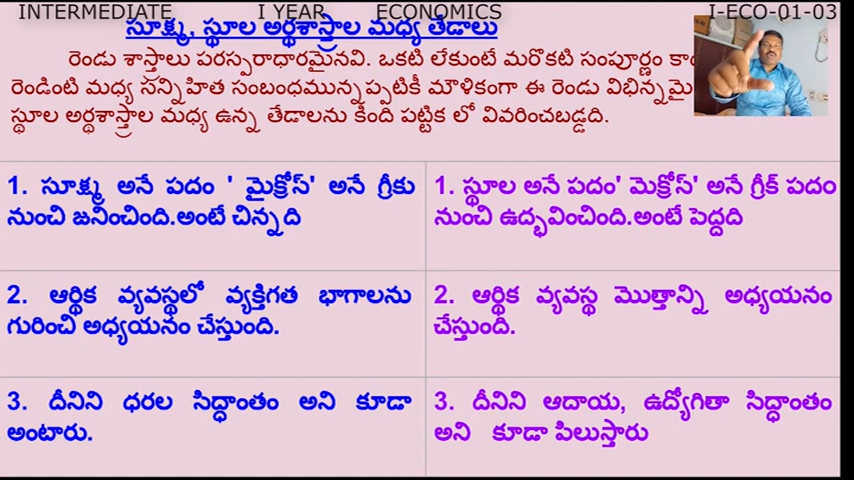 INTERMEDIATE I YEAR ECONOMICS I-ECO-01-03
సూక్ష్మ, స్థూల అర్థశాస్త్రాల మధ్య తేడాలు
రెండు శాస్త్రాలు పరస్పరాధారమైనవి. ఒకటి లేకుంటే మరొకటి సంపూర్ణం
రెండింటి మధ్య సన్నిహిత సంబంధమున్నప్పటికీ మౌళికంగా ఈ రెండు
స్థూల అర్థశాస్త్రాల మధ్య ఉన్న తేడాలను కింది పట్టిక లో వివరించబడ్డది.
1. సూక్ష్మ అనే పదం ' మైక్రోస్' అనే గ్రీకు
నుంచి జనించింది.అంటే చిన్నది
1. స్థూల అనే పదం' మెక్రోస్' అనే గ్రీక్ పదం
నుంచి ఉద్భవించింది.అంటే పెద్దది
2. ఆర్థిక వ్యవస్థలో వ్యక్తిగత భాగాలను
గురించి అధ్యయనం చేస్తుంది.
2. ఆర్థిక వ్యవస్థ మొత్తాన్ని అధ్యయనం
చేస్తుంది.
3. దీనిని ధరల సిద్ధాంతం అని కూడా
అంటారు.
3. దీనిని ఆదాయ, ఉద్యోగితా సిద్ధాంతం
అని కూడా పిలుస్తారు